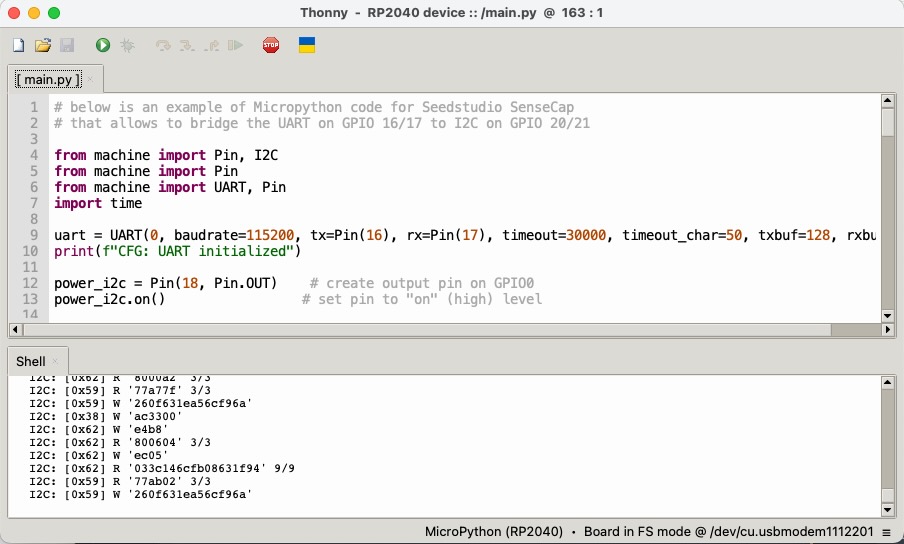 Thonny - RP2040 device :: /main.py @ 163 : 1
STOP
[ main.py ] ×
1 # below is an example of Micropython code for Seedstudio SenseCap
2 # that allows to bridge the UART on GPIO 16/17 to I2C on GPIO 20/21
3
4 from machine import Pin, I2C
5 from machine import Pin
6 from machine import UART, Pin
7 import time
8
9 uart = UART(0, baudrate=115200, tx=Pin(16), rx=Pin(17), timeout=30000, timeout_char=50, txbuf=128, rxbu
10 print(f"CFG: UART initialized")
11
12 power_i2c = Pin(18, Pin.OUT) # create output pin on GPIO0
13 power_i2c.on() # set pin to "on" (high) level
14
Shell ×
I2C: [0x62] R '8000a2' 3/3
I2C: [0x59] R '77a77f' 3/3
I2C: [0x59] W '260f631ea56cf96a'
I2C: [0x38] W 'ac3300'
I2C: [0x62] W 'e4b8'
I2C: [0x62] R '800604' 3/3
I2C: [0x62] W 'ec05'
I2C: [0x62] R '033c146cfb08631f94' 9/9
I2C: [0x59] R '77ab02' 3/3
I2C: [0x59] W '260f631ea56cf96a'
MicroPython (RP2040) • Board in FS mode @ /dev/cu.usbmodem1112201 ≡